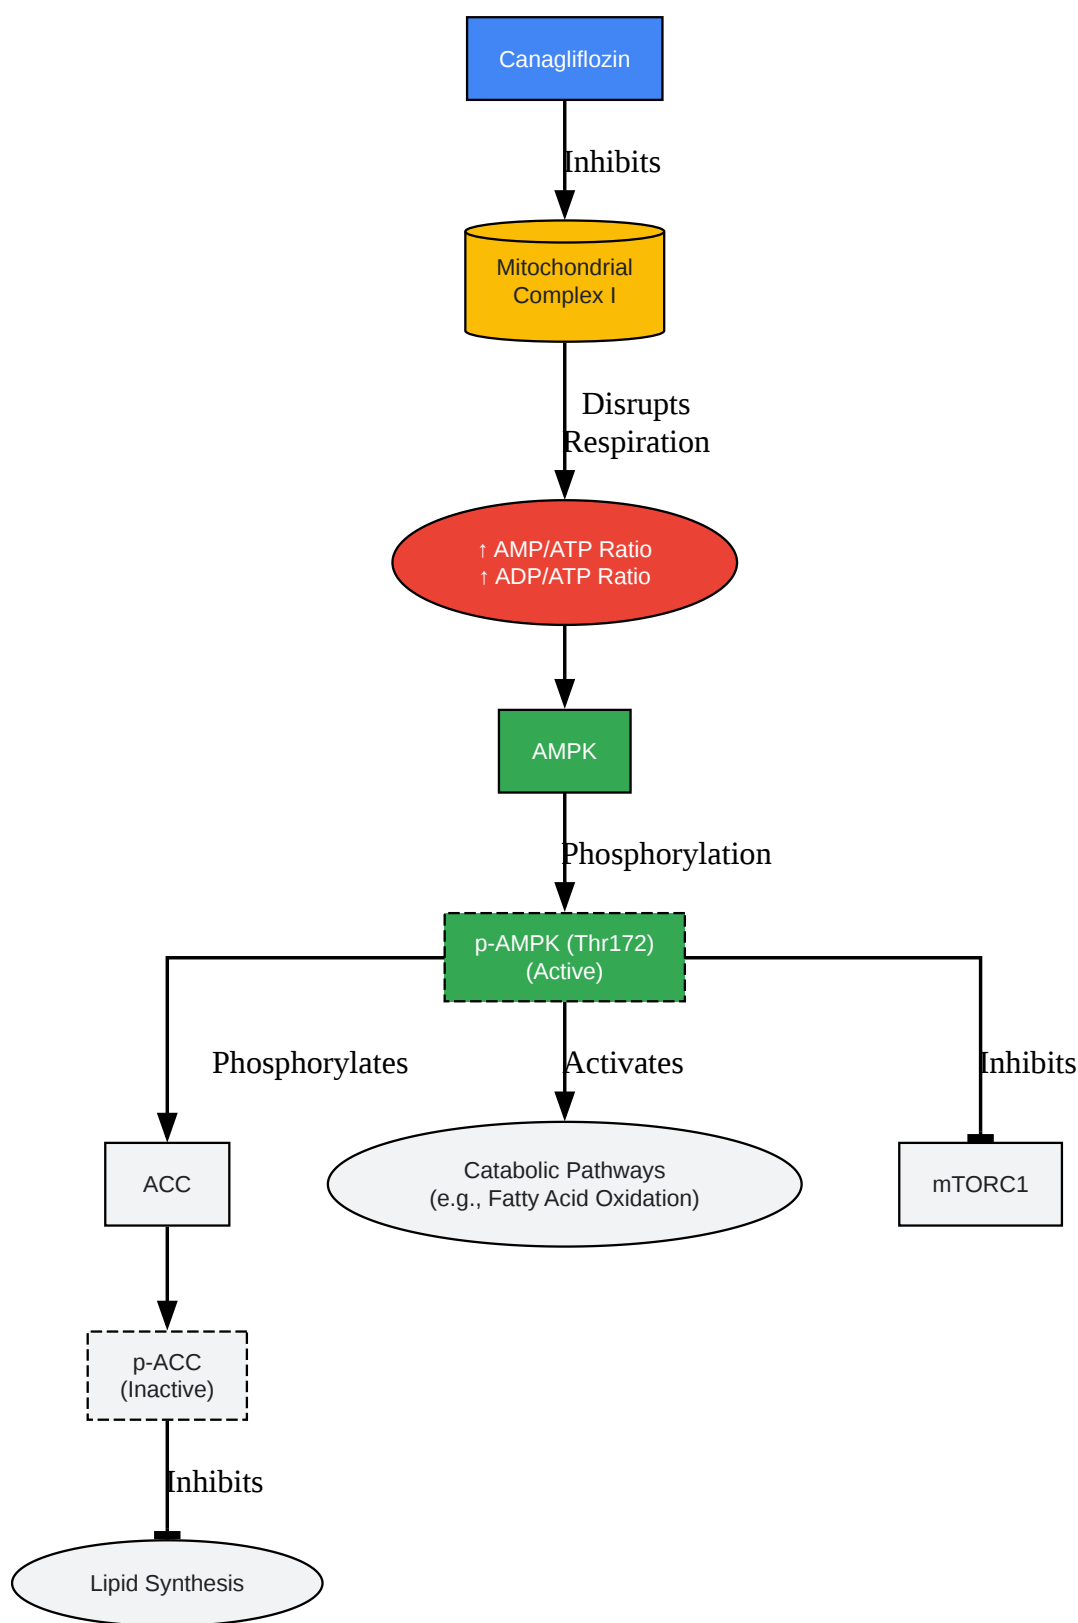 Canagliflozin
Inhibits
Mitochondrial
Complex I
Disrupts
Respiration
↑ AMP/ATP Ratio
↑ ADP/ATP Ratio
AMPK
Phosphorylation
p-AMPK (Thr172)
(Active)
Phosphorylates
Activates
Inhibits
ACC
Catabolic Pathways
(e.g., Fatty Acid Oxidation)
mTORC1
p-ACC
(Inactive)
Inhibits
Lipid Synthesis